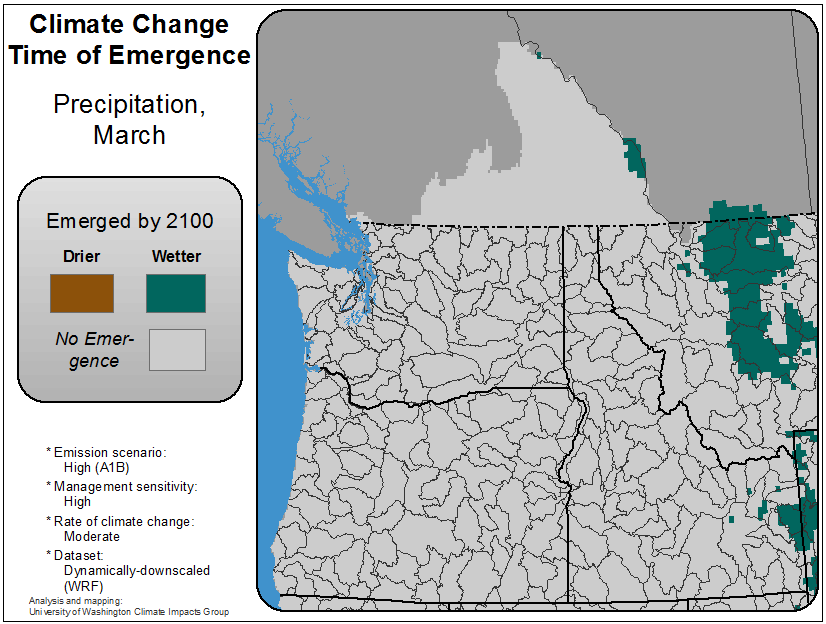 Climate Change
Time of Emergence
Precipitation,
March
Emerged by 2100
Drier Wetter
No Emer-
gence
* Emission scenario:
High (A1B)
* Management sensitivity:
High
* Rate of climate change:
Moderate
* Dataset:
Dynamically-downscaled
(WRF)
Analysis and mapping:
University of Washington Climate Impacts Group